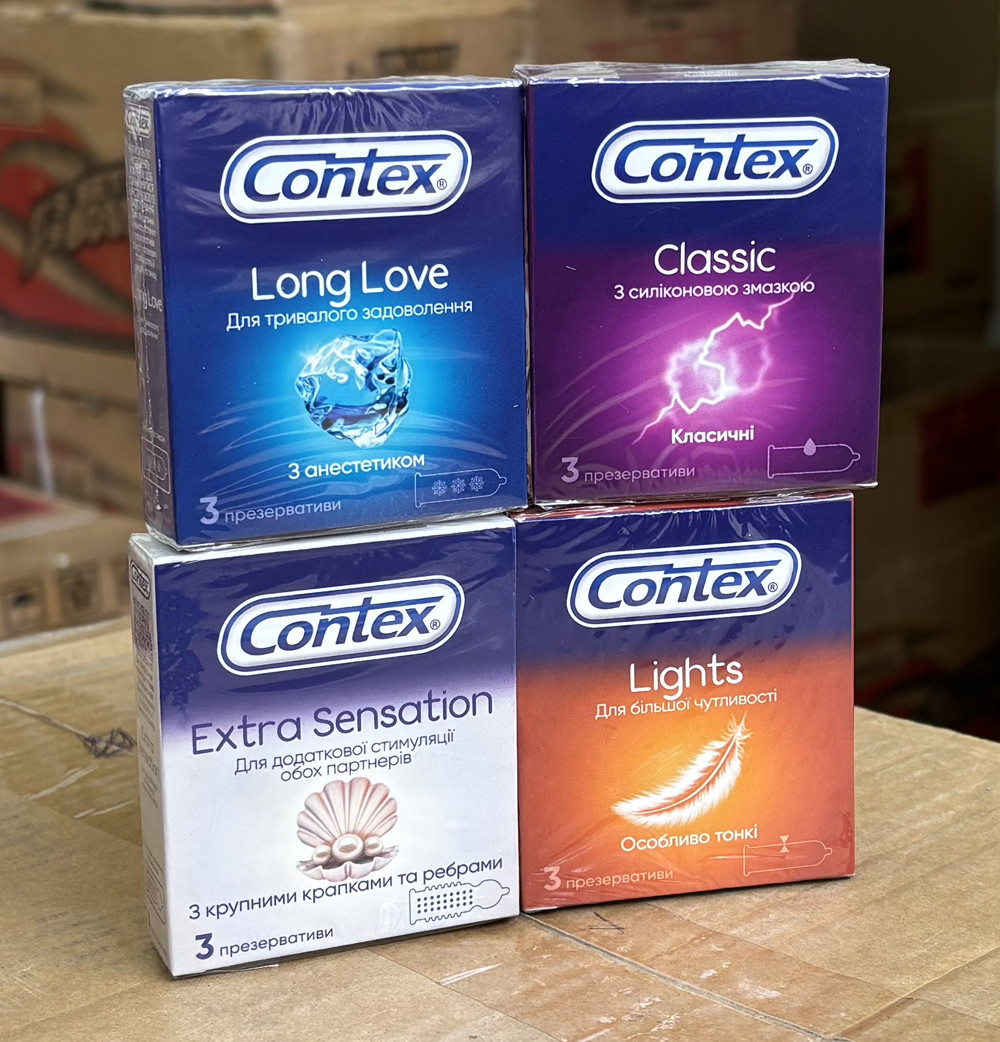 Contex®
Long Love
Для тривалого задоволення
З анестетиком
3 презервативи
Contex®
Classic
З силіконовою змазкою
Класичні
3 презервативи
Contex®
Extra Sensation
Для додаткової стимуляції
обох партнерів
З крупними крапками та ребрами
3 презервативи
Contex®
Lights
Для більшої чутливості
Особливо тонкі
3 презервативи